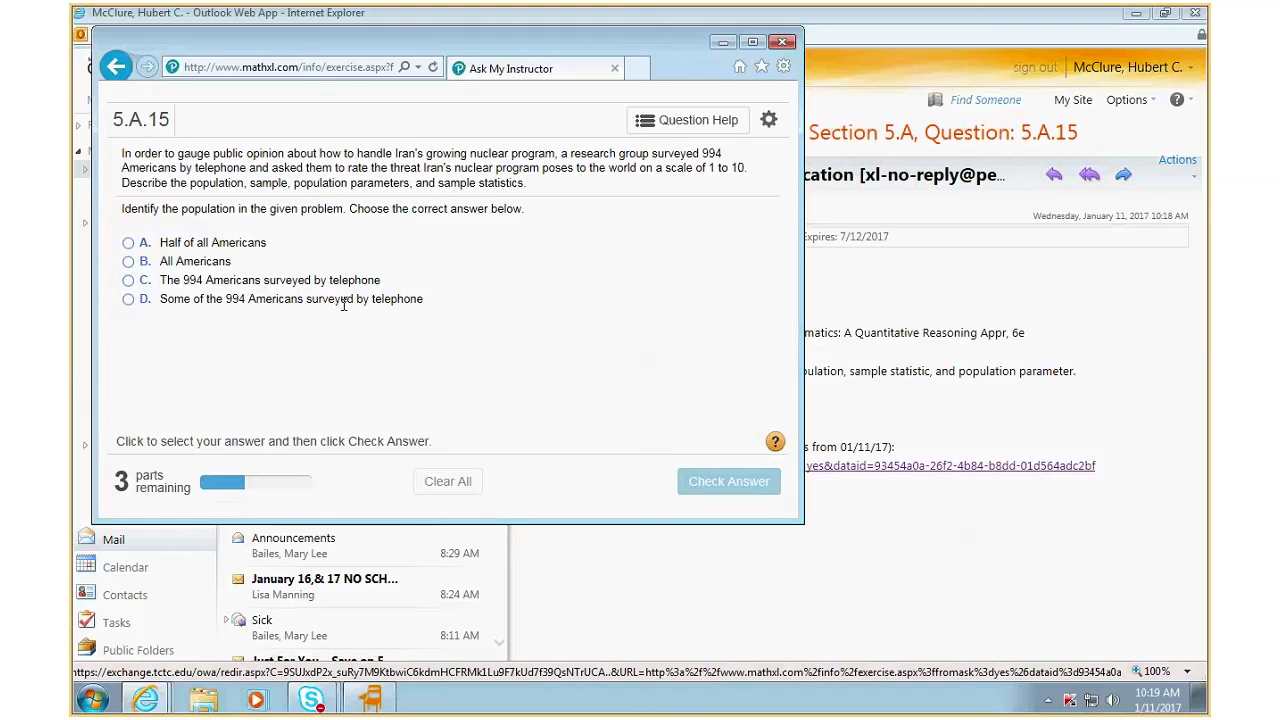 McClure, Hubert C. - Outlook Web App - Internet Explorer
http://www.mathxl.com/info/exercise.aspx?f
Ask My Instructor
sign out
McClure, Hubert C.
Find Someone
My Site
Options
5.A.15
Question Help
Section 5.A, Question: 5.A.15
In order to gauge public opinion about how to handle Iran's growing nuclear program, a research group surveyed 994
Americans by telephone and asked them to rate the threat Iran's nuclear program poses to the world on a scale of 1 to 10.
Describe the population, sample, population parameters, and sample statistics.
Actions
cation [xl-no-reply@pe...
Identify the population in the given problem. Choose the correct answer below.
Wednesday, January 11, 2017 10:18 AM
Expires: 7/12/2017
A. Half of all Americans
B. All Americans
C. The 994 Americans surveyed by telephone
D. Some of the 994 Americans surveyed by telephone
matics: A Quantitative Reasoning Appr, 6e
pulation, sample statistic, and population parameter.
Click to select your answer and then click Check Answer.
?
s from 01/11/17):
yes&dataid=93454a0a-26f2-4b84-b8dd-01d564adc2bf
3 parts
remaining
Clear All
Check Answer
Mail
Calendar
Contacts
Tasks
Public Folders
Announcements
Bailes, Mary Lee 8:29 AM
January 16,& 17 NO SCH...
Lisa Manning 8:24 AM
Sick
Bailes, Mary Lee 8:11 AM
100%
10:19 AM
1/11/2017